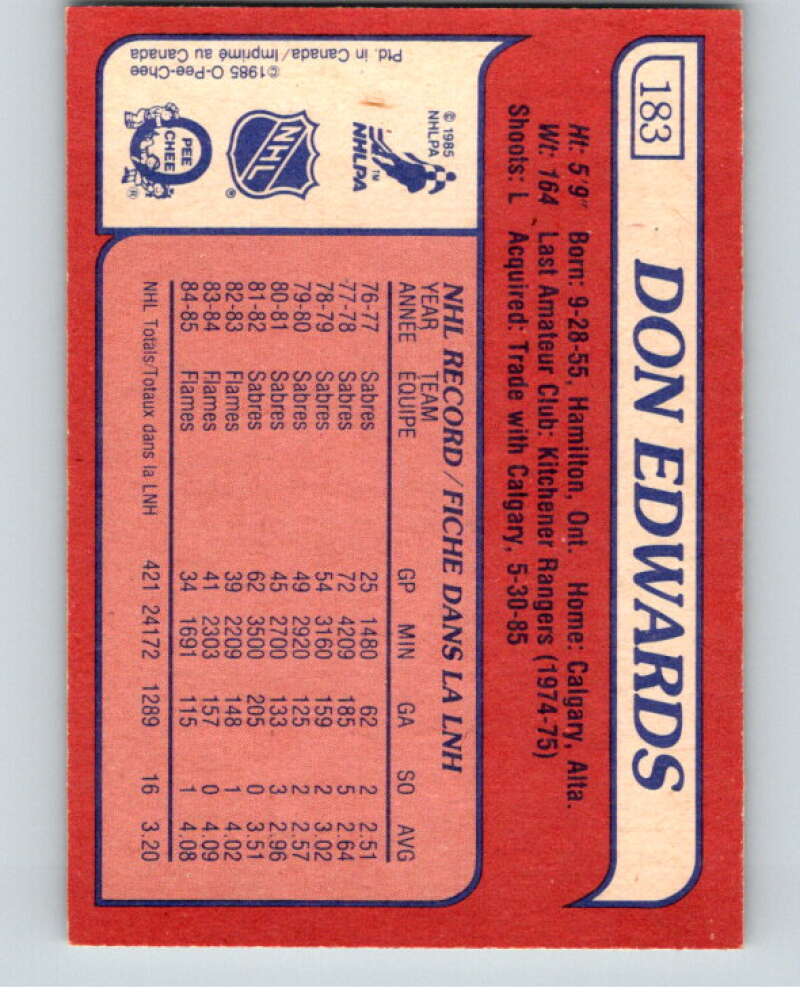 183 DON EDWARDS
Ht: 5'9" Born: 9-28-55, Hamilton, Ont. Home: Calgary, Alta.
Wt: 164 Last Amateur Club: Kitchener Rangers (1974-75)
Shoots: L Acquired: Trade with Calgary, 5-30-85
NHL RECORD / FICHE DANS LA LNH
YEAR TEAM
ANNÉE ÉQUIPE GP MIN GA SO AVG
76-77 Sabres 25 1480 62 2 2.51
77-78 Sabres 72 4209 185 5 2.64
78-79 Sabres 54 3160 159 2 3.02
79-80 Sabres 49 2920 125 2 2.57
80-81 Sabres 45 2700 133 3 2.96
81-82 Sabres 62 3500 205 0 3.51
82-83 Flames 39 2209 148 1 4.02
83-84 Flames 41 2303 157 0 4.09
84-85 Flames 34 1691 115 1 4.08
NHL Totals/Totaux dans la LNH 421 24172 1289 16 3.20
© 1985
NHLPA
NHLPA™
NHL®
O
PEE
CHEE
®
©1985 O-Pee-Chee
Ptd. in Canada/Imprimé au Canada